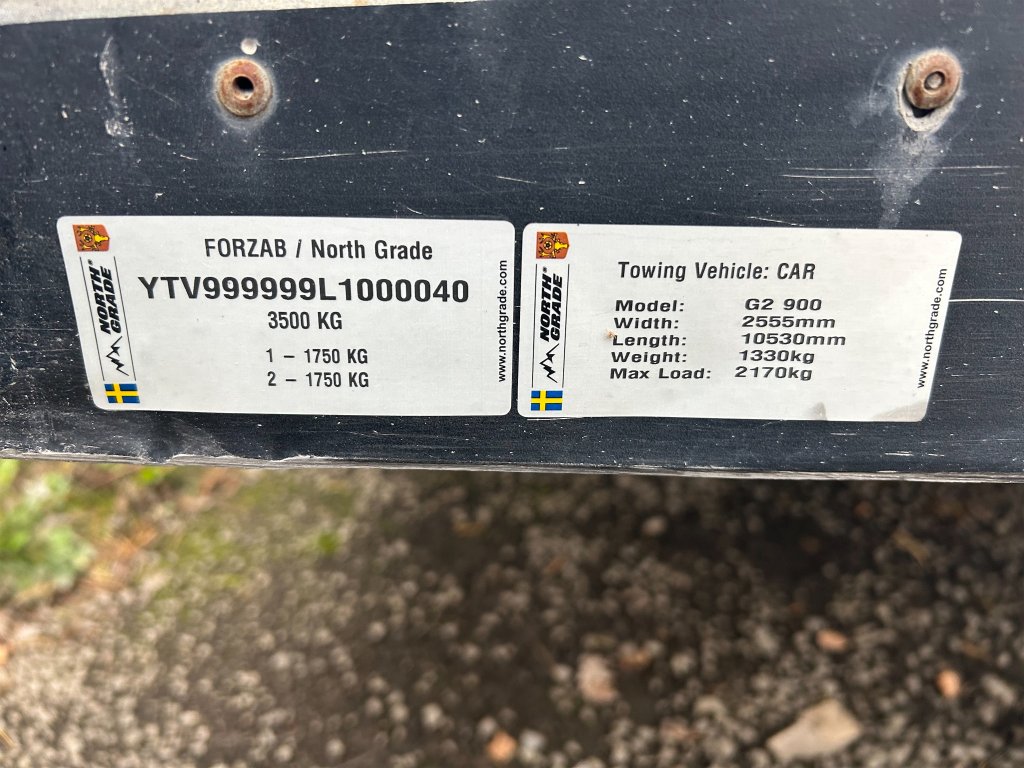 FORZAB / North Grade
YTV999999L1000040
3500 KG
1 – 1750 KG
2 – 1750 KG
NORTH®
GRADE
www.northgrade.com
Towing Vehicle: CAR
Model: G2 900
Width: 2555mm
Length: 10530mm
Weight: 1330kg
Max Load: 2170kg
NORTH®
GRADE
www.northgrade.com